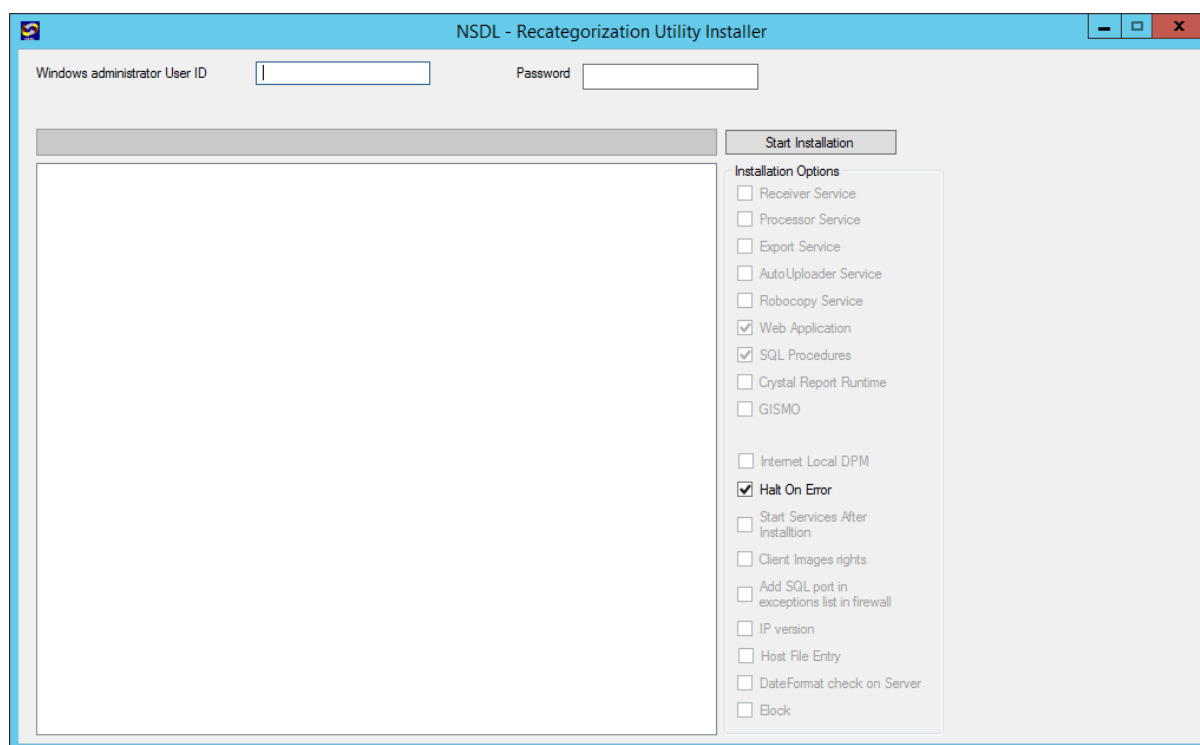 NSDL - Recategorization Utility Installer
Windows administrator User ID
Password
Start Installation
Installation Options
Receiver Service
Processor Service
Export Service
AutoUploader Service
Robocopy Service
Web Application
SQL Procedures
Crystal Report Runtime
GISMO
Internet Local DPM
Halt On Error
Start Services After
Installtion
Client Images rights
Add SQL port in
exceptions list in firewall
IP version
Host File Entry
DateFormat check on Server
Elock